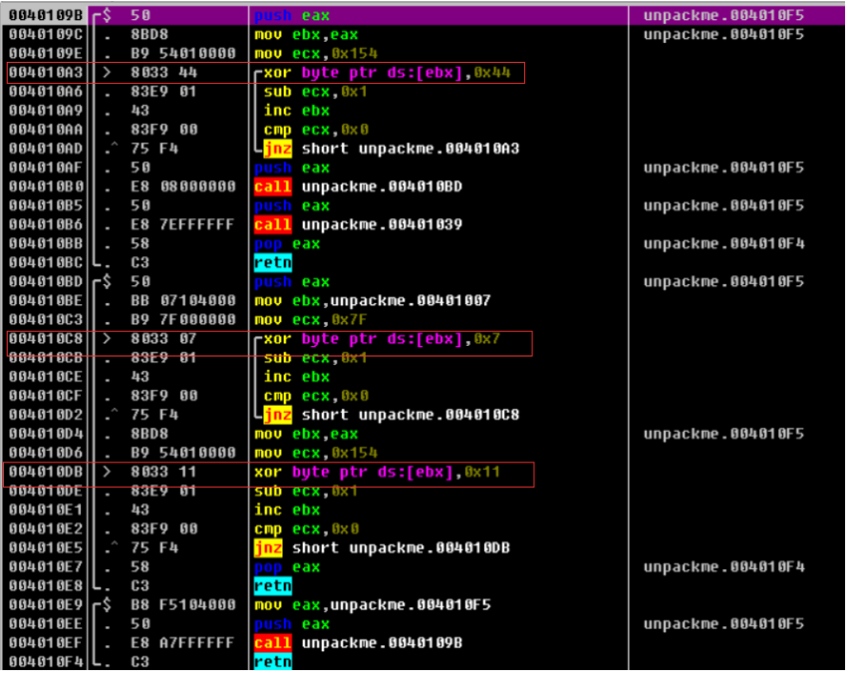 0040109B $ 50 push eax unpackme.004010F5
0040109C . 8BD8 mov ebx,eax unpackme.004010F5
0040109E . B9 54010000 mov ecx,0x154
004010A3 > 8033 44 xor byte ptr ds:[ebx],0x44
004010A6 . 83E9 01 sub ecx,0x1
004010A9 . 43 inc ebx
004010AA . 83F9 00 cmp ecx,0x0
004010AD .^ 75 F4 jnz short unpackme.004010A3
004010AF . 50 push eax unpackme.004010F5
004010B0 . E8 08000000 call unpackme.004010BD
004010B5 . 50 push eax unpackme.004010F5
004010B6 . E8 7EFFFFFF call unpackme.00401039
004010BB . 58 pop eax unpackme.004010F4
004010BC . C3 retn
004010BD $ 50 push eax unpackme.004010F5
004010BE . BB 07104000 mov ebx,unpackme.00401007
004010C3 . B9 7F000000 mov ecx,0x7F
004010C8 > 8033 07 xor byte ptr ds:[ebx],0x7
004010CB . 83E9 01 sub ecx,0x1
004010CE . 43 inc ebx
004010CF . 83F9 00 cmp ecx,0x0
004010D2 .^ 75 F4 jnz short unpackme.004010C8
004010D4 . 8BD8 mov ebx,eax unpackme.004010F5
004010D6 . B9 54010000 mov ecx,0x154
004010DB > 8033 11 xor byte ptr ds:[ebx],0x11
004010DE . 83E9 01 sub ecx,0x1
004010E1 . 43 inc ebx
004010E2 . 83F9 00 cmp ecx,0x0
004010E5 .^ 75 F4 jnz short unpackme.004010DB
004010E7 . 58 pop eax unpackme.004010F4
004010E8 . C3 retn
004010E9 $ B8 F5104000 mov eax,unpackme.004010F5
004010EE . 50 push eax unpackme.004010F5
004010EF . E8 A7FFFFFF call unpackme.0040109B
004010F4 . C3 retn